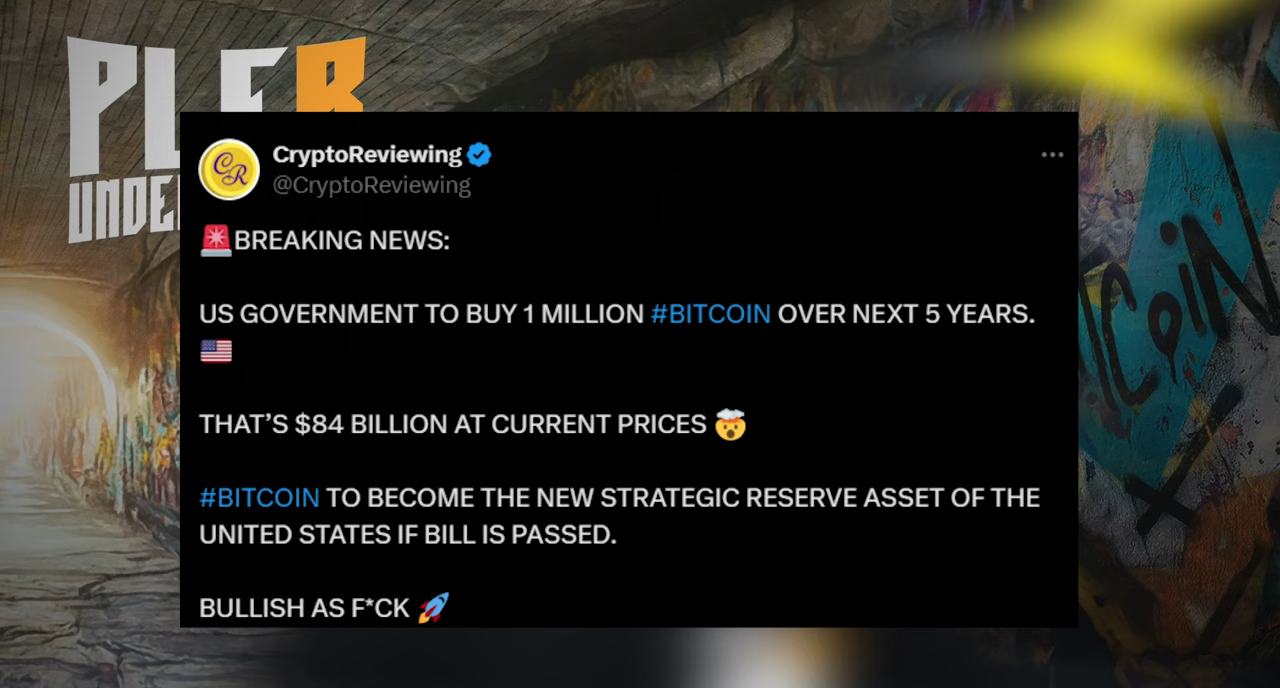 CryptoReviewing
@CryptoReviewing
🚨BREAKING NEWS:
US GOVERNMENT TO BUY 1 MILLION #BITCOIN OVER NEXT 5 YEARS.
🇺🇸
THAT’S $84 BILLION AT CURRENT PRICES 🤯
#BITCOIN TO BECOME THE NEW STRATEGIC RESERVE ASSET OF THE
UNITED STATES IF BILL IS PASSED.
BULLISH AS F*CK 🚀
CR